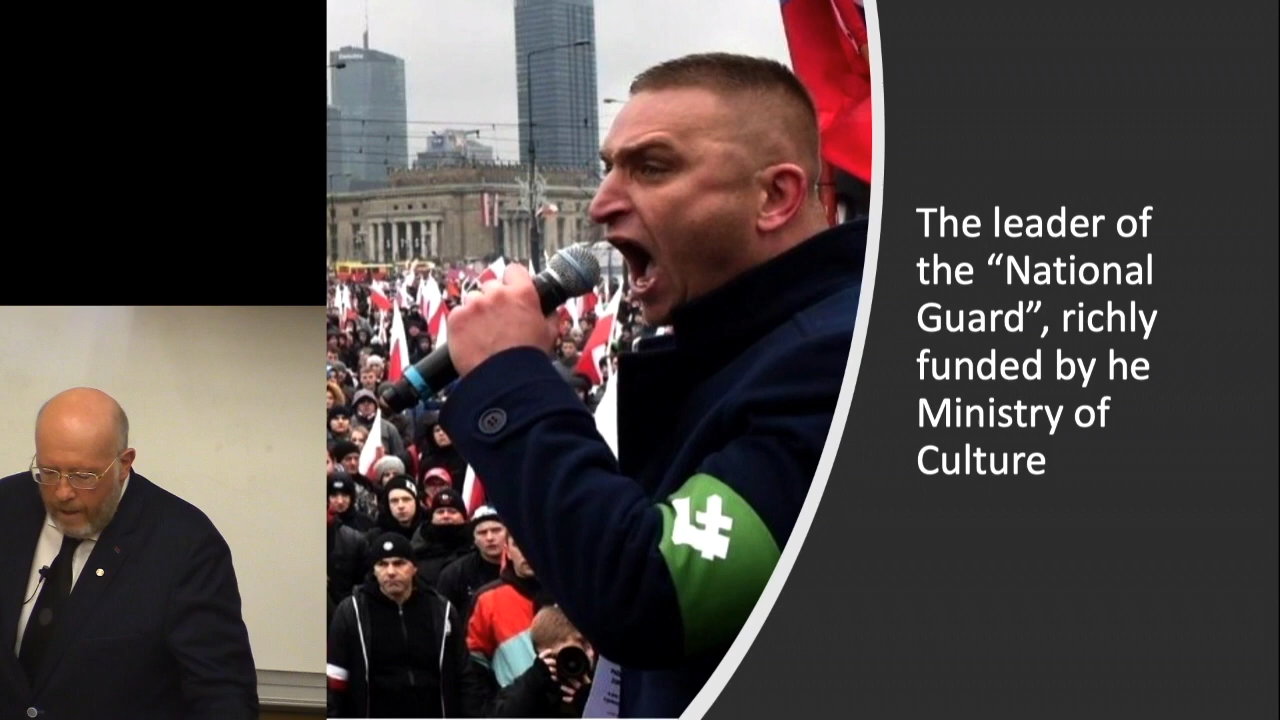 The leader of
the “National
Guard”, richly
funded by he
Ministry of
Culture